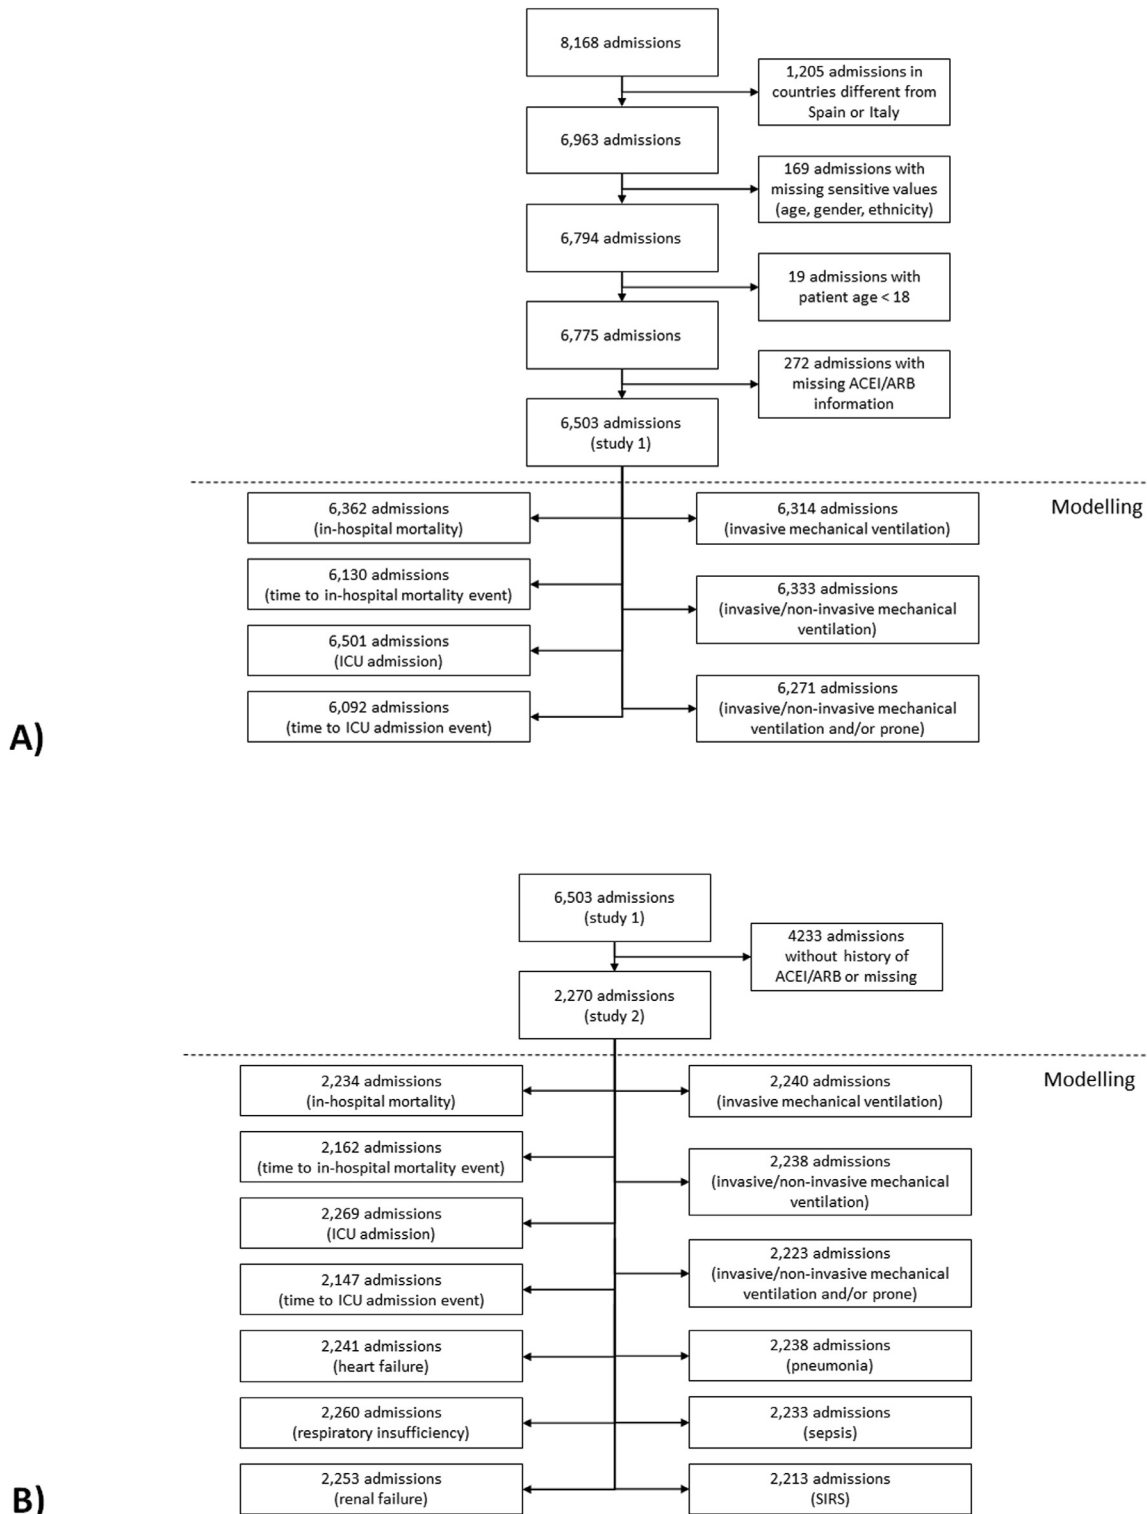 8,168 admissions
1,205 admissions in
countries different from
Spain or Italy
6,963 admissions
169 admissions with
missing sensitive values
(age, gender, ethnicity)
6,794 admissions
19 admissions with
patient age < 18
6,775 admissions
272 admissions with
missing ACEI/ARB
information
6,503 admissions
(study 1)
Modelling
6,362 admissions
(in-hospital mortality)
6,314 admissions
(invasive mechanical ventilation)
6,130 admissions
(time to in-hospital mortality event)
6,333 admissions
(invasive/non-invasive mechanical
ventilation)
6,501 admissions
(ICU admission)
6,092 admissions
(time to ICU admission event)
6,271 admissions
(invasive/non-invasive mechanical
ventilation and/or prone)
A)
6,503 admissions
(study 1)
4233 admissions
without history of
ACEI/ARB or missing
2,270 admissions
(study 2)
Modelling
2,234 admissions
(in-hospital mortality)
2,240 admissions
(invasive mechanical ventilation)
2,162 admissions
(time to in-hospital mortality event)
2,238 admissions
(invasive/non-invasive mechanical
ventilation)
2,269 admissions
(ICU admission)
2,223 admissions
(invasive/non-invasive mechanical
ventilation and/or prone)
2,147 admissions
(time to ICU admission event)
2,241 admissions
(heart failure)
2,238 admissions
(pneumonia)
2,260 admissions
(respiratory insufficiency)
2,233 admissions
(sepsis)
2,253 admissions
(renal failure)
2,213 admissions
(SIRS)
B)